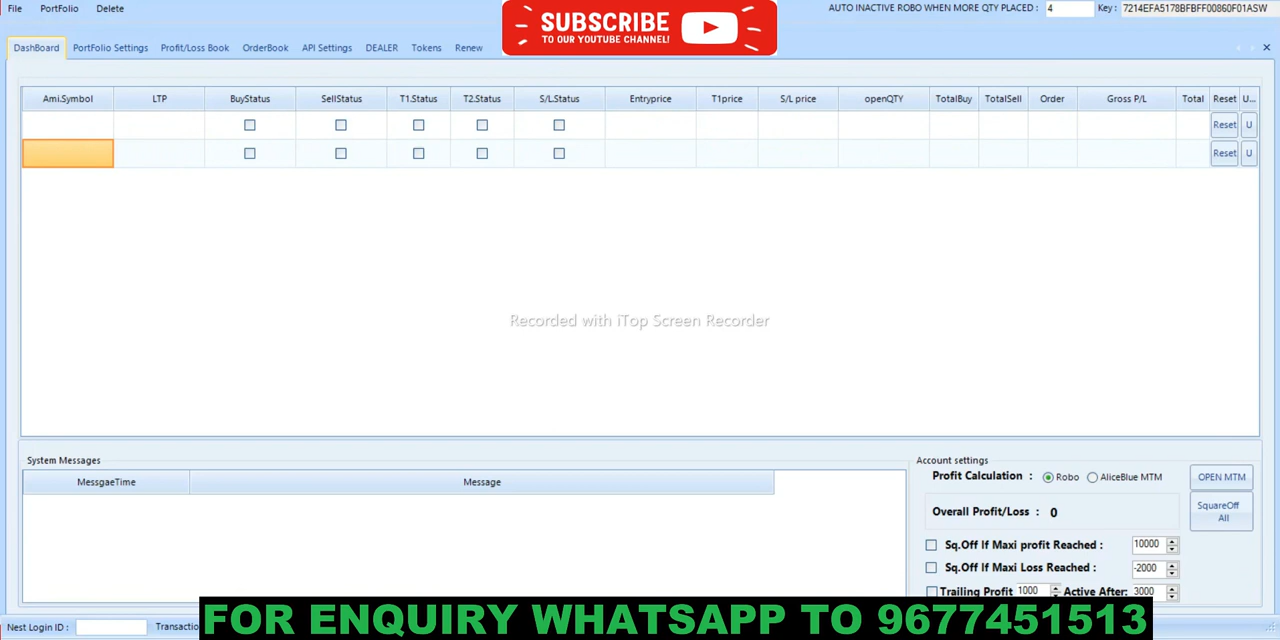 File PortFolio Delete
SUBSCRIBE
TO OUR YOUTUBE CHANNEL!
AUTO INACTIVE ROBO WHEN MORE QTY PLACED : 4 Key : 7214EFA5178BFBFF00860F01ASW
DashBoard PortFolio Settings Profit/Loss Book OrderBook API Settings DEALER Tokens Renew
Ami.Symbol LTP BuyStatus SellStatus T1.Status T2.Status S/L.Status Entryprice T1price S/L price openQTY TotalBuy TotalSell Order Gross P/L Total Reset U...
Reset U
Reset U
Recorded with iTop Screen Recorder
System Messages
MessgaeTime Message
Account settings
Profit Calculation : Robo AliceBlue MTM OPEN MTM
Overall Profit/Loss : 0
SquareOff
All
Sq.Off If Maxi profit Reached : 10000
Sq.Off If Maxi Loss Reached : -2000
Trailing Profit 1000 Active After: 3000
Nest Login ID : Transactio
FOR ENQUIRY WHATSAPP TO 9677451513